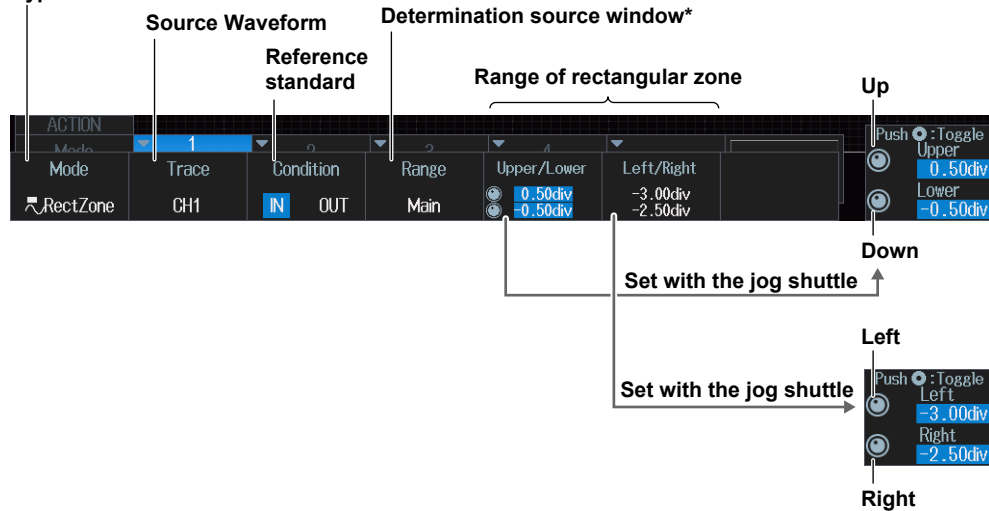 Source Waveform
Determination source window*
Reference
standard
Range of rectangular zone
Up
ACTION
Mode
1
2
3
4
Mode
Trace
Condition
Range
Upper/Lower
Left/Right
RectZone
CH1
IN
OUT
Main
0.50div
-0.50div
-3.00div
-2.50div
Push :Toggle
Upper
0.50div
Lower
-0.50div
Down
Set with the jog shuttle
Left
Set with the jog shuttle
Push :Toggle
Left
-3.00div
Right
-2.50div
Right